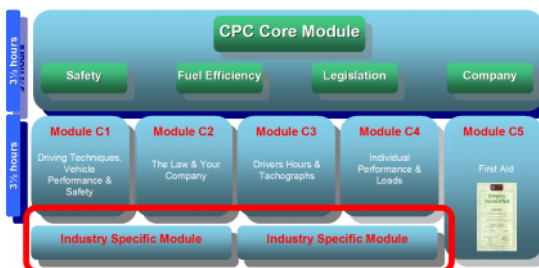 CPC Core Module
3½ hours
Safety
Fuel Efficiency
Legislation
Company
3½ hours
Module C1
Driving Techniques,
Vehicle
Performance &
Safety
Module C2
The Law & Your
Company
Module C3
Drivers Hours &
Tachographs
Module C4
Individual
Performance &
Loads
Module C5
First Aid
Industry Specific Module
Industry Specific Module